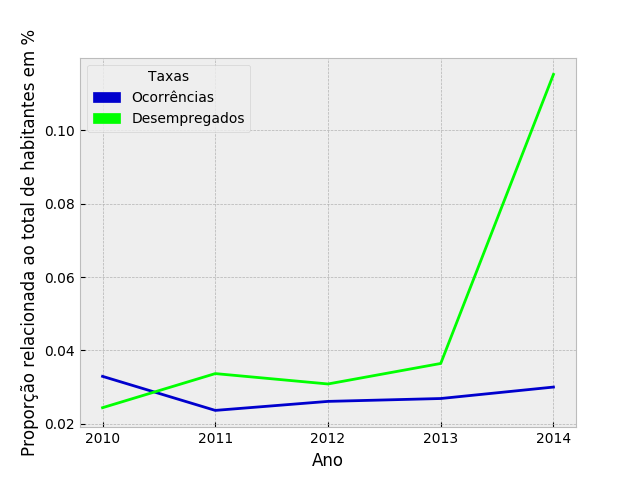 Proporção relacionada ao total de habitantes em %
Taxas
Ocorrências
Desempregados
0.10
0.08
0.06
0.04
0.02
2010 2011 2012 2013 2014
Ano